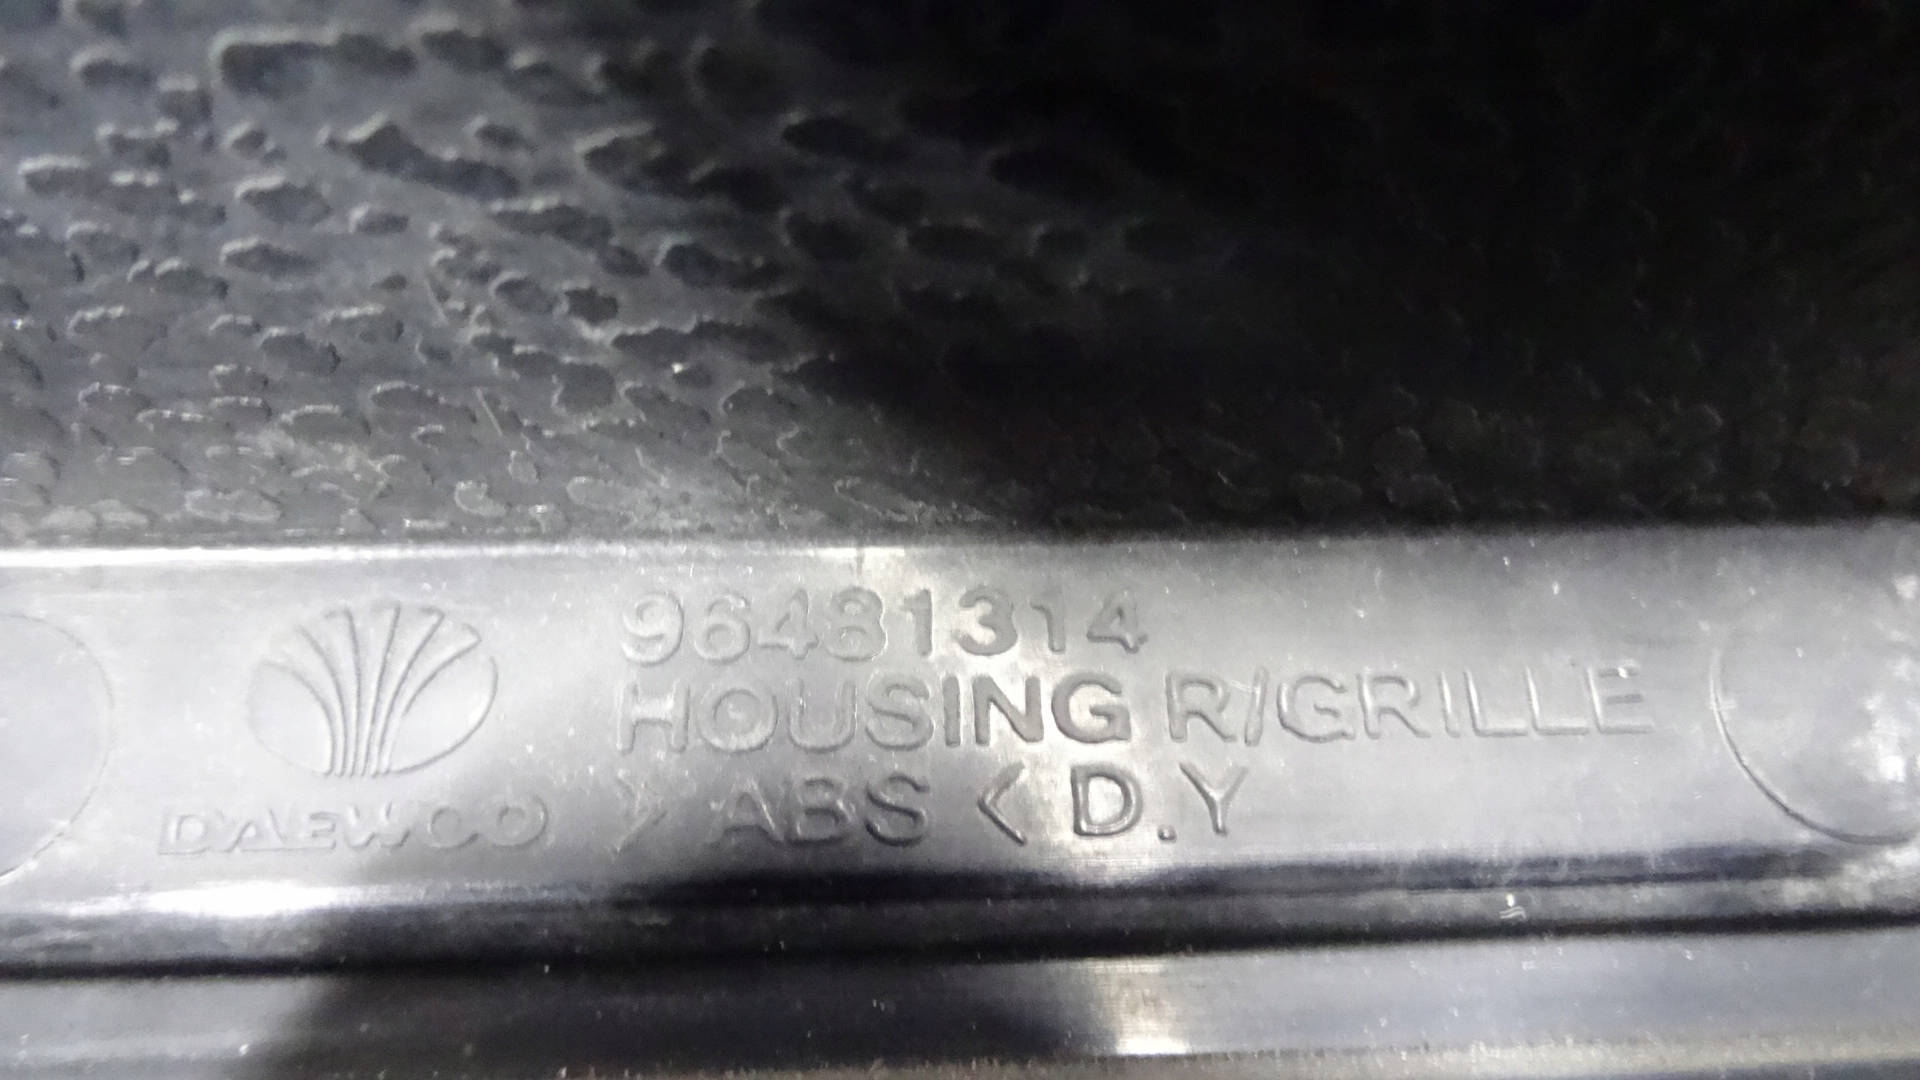 96481314
HOUSING R/GRILLE
DAEWOO >ABS< D.Y